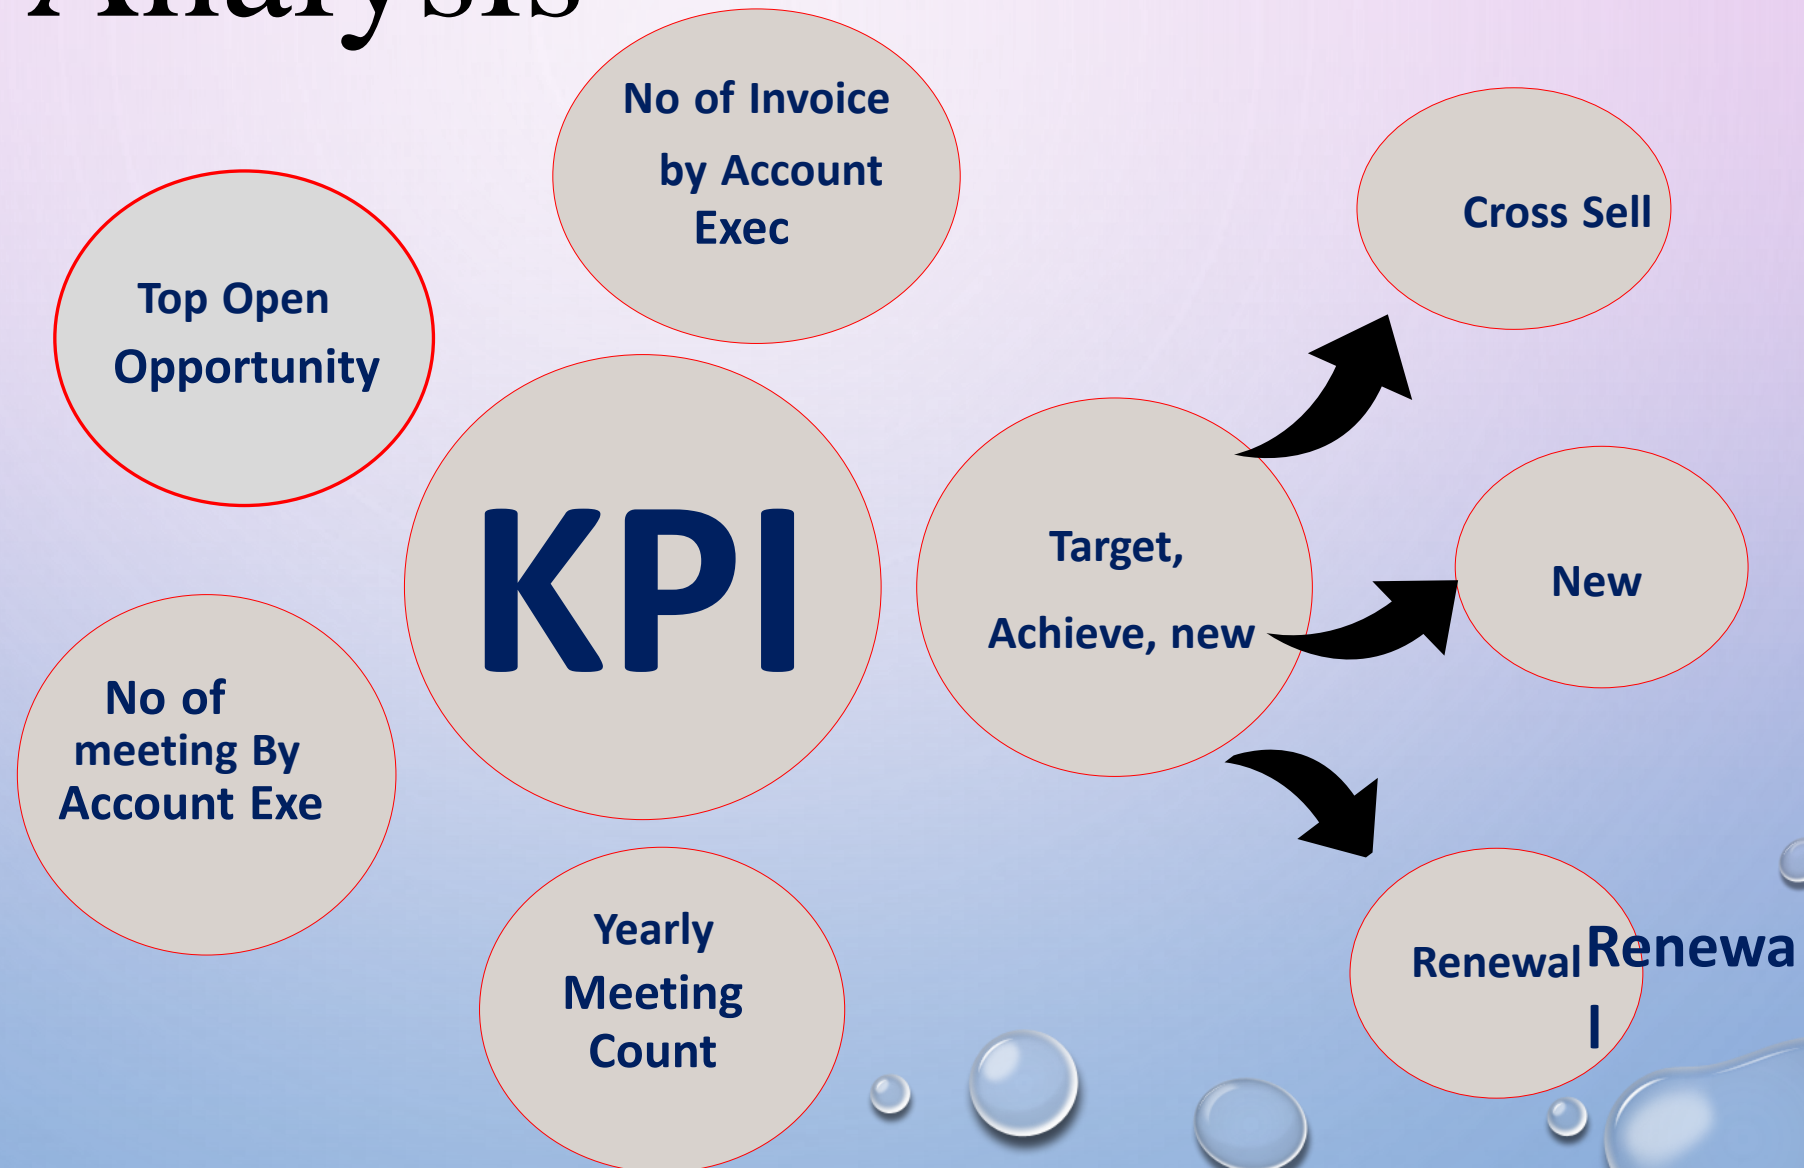 Analysis
No of Invoice
by Account
Exec
Cross Sell
Top Open
Opportunity
KPI
Target,
Achieve, new
New
No of
meeting By
Account Exe
Yearly
Meeting
Count
Renewal
Renewa
l